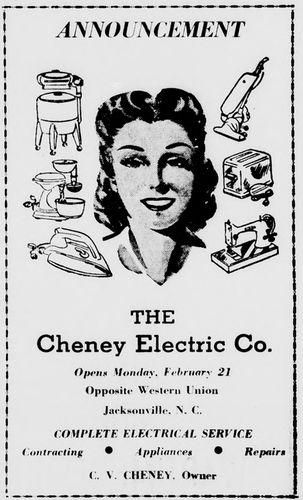 ANNOUNCEMENT
THE
Cheney Electric Co.
Opens Monday, February 21
Opposite Western Union
Jacksonville, N. C.
COMPLETE ELECTRICAL SERVICE
Contracting • Appliances • Repairs
C. V. CHENEY, Owner